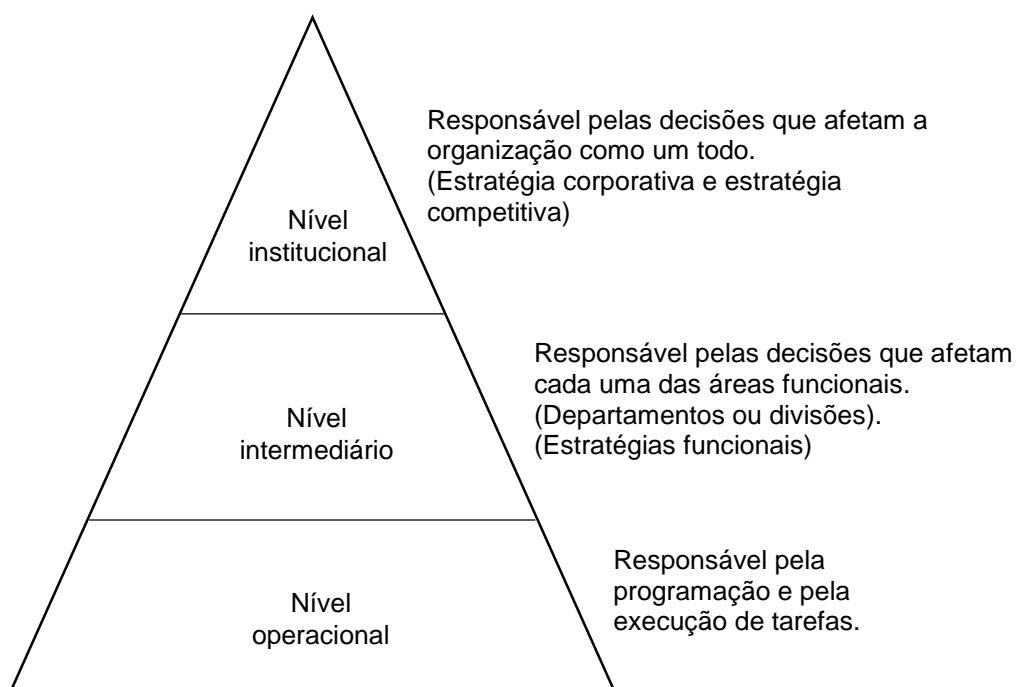 Responsável pelas decisões que afetam a
organização como um todo.
(Estratégia corporativa e estratégia
competitiva)
Nível
institucional
Responsável pelas decisões que afetam
cada uma das áreas funcionais.
(Departamentos ou divisões).
(Estratégias funcionais)
Nível
intermediário
Responsável pela
programação e pela
execução de tarefas.
Nível
operacional